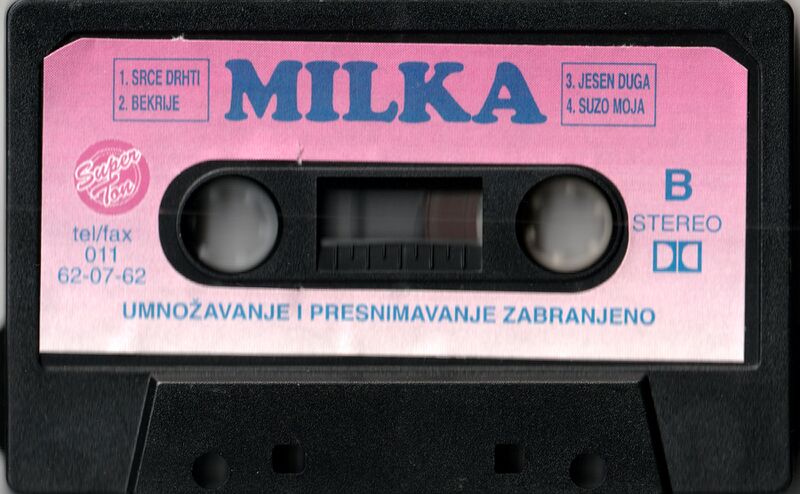 1. SRCE DRHTI
2. BEKRIJE
MILKA
3. JESEN DUGA
4. SUZO MOJA
Super
Ton
tel/fax
011
62-07-62
B
STEREO
UMNOŽAVANJE I PRESNIMAVANJE ZABRANJENO